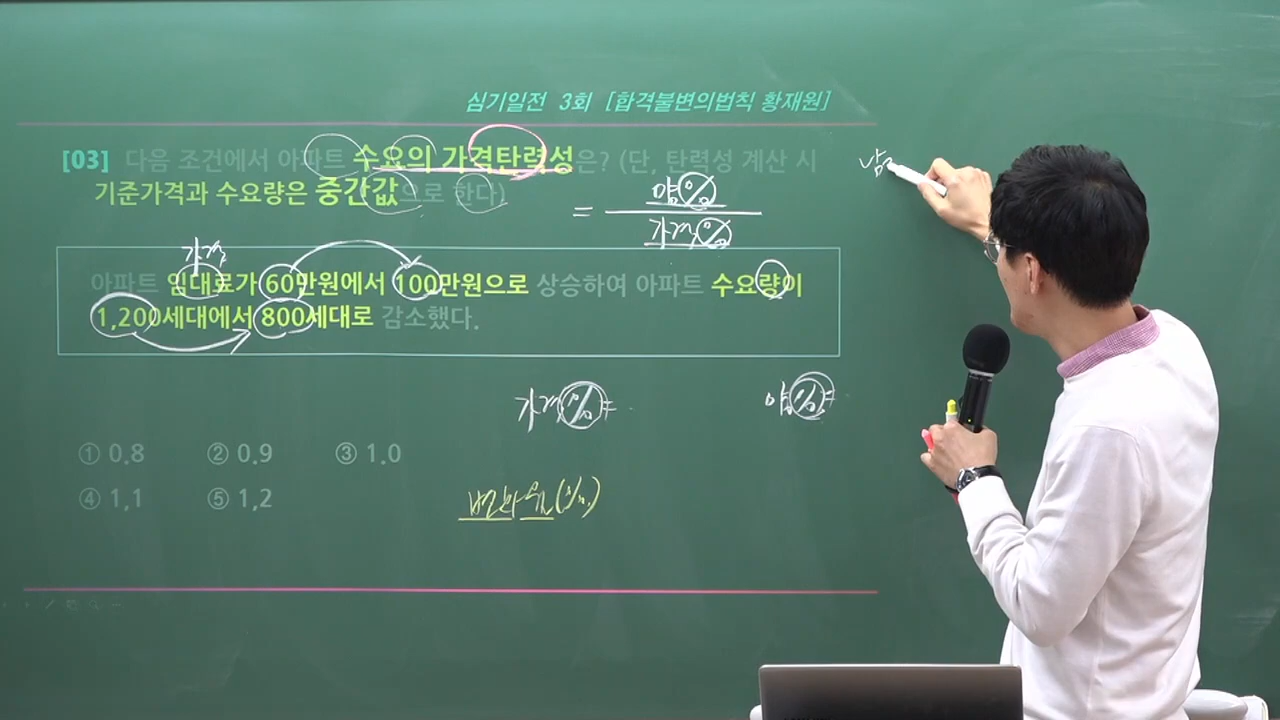 심기일전 3회 [합격불변의법칙 황재원]
[03] 다음 조건에서 아파트 수요의 가격탄력성은? (단, 탄력성 계산 시
기준가격과 수요량은 중간값으로 한다)
= 양% / 가격%
가격
아파트 임대료가 60만원에서 100만원으로 상승하여 아파트 수요량이
1,200세대에서 800세대로 감소했다.
가격% =
양% =
① 0.8 ② 0.9 ③ 1.0
④ 1.1 ⑤ 1.2
변화율(%)